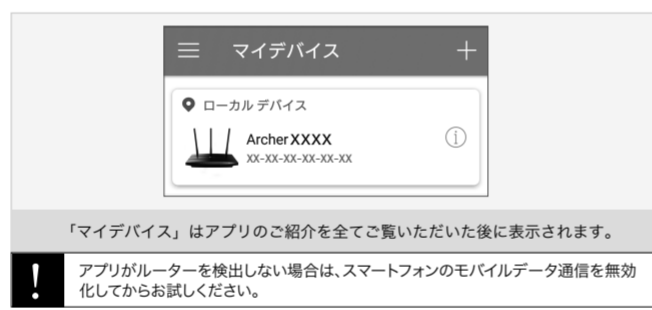 マイデバイス
ローカル デバイス
Archer XXXX
XX-XX-XX-XX-XX-XX
「マイデバイス」はアプリのご紹介を全てご覧いただいた後に表示されます。
! アプリがルーターを検出しない場合は、スマートフォンのモバイルデータ通信を無効
化してからお試しください。